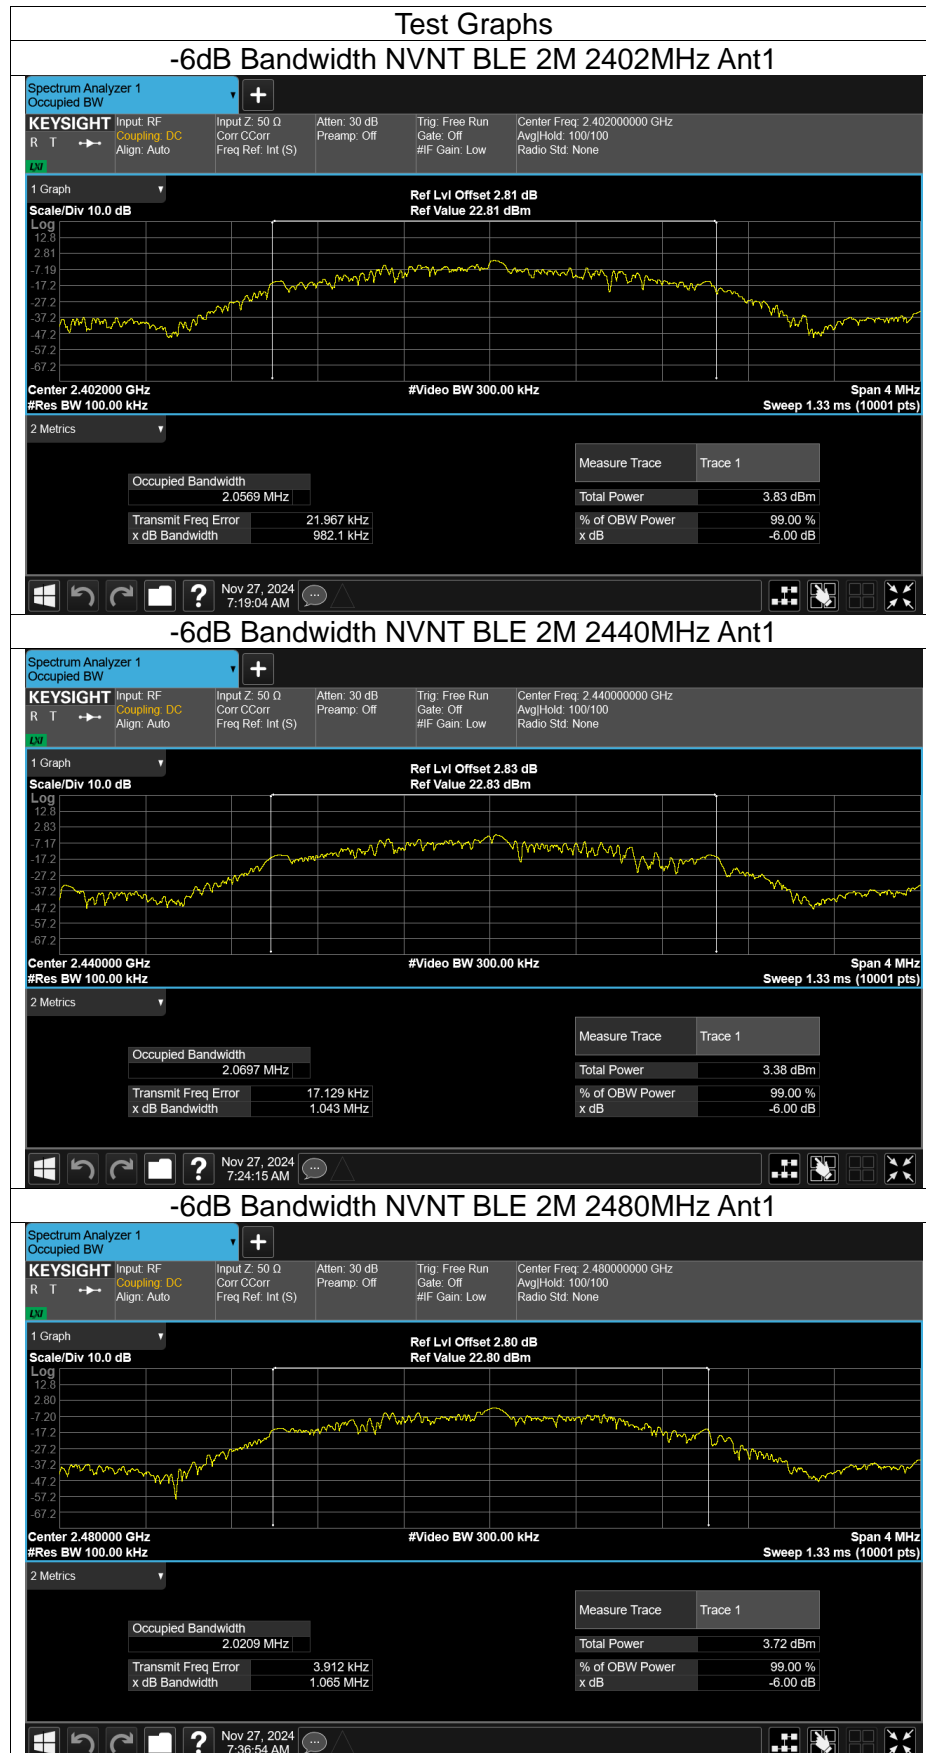 Test Graphs
-6dB Bandwidth NVNT BLE 2M 2402MHz Ant1
Spectrum Analyzer 1
Occupied BW
KEYSIGHT Input: RF Input Z: 50 Ω Atten: 30 dB Trig: Free Run Center Freq: 2.402000000 GHz
R T Coupling: DC Corr CCorr Preamp: Off Gate: Off Avg|Hold: 100/100
Align: Auto Freq Ref: Int (S) #IF Gain: Low Radio Std: None
LXI
1 Graph
Ref Lvl Offset 2.81 dB
Scale/Div 10.0 dB Ref Value 22.81 dBm
Log
12.8
2.81
-7.19
-17.2
-27.2
-37.2
-47.2
-57.2
-67.2
Center 2.402000 GHz #Video BW 300.00 kHz Span 4 MHz
#Res BW 100.00 kHz Sweep 1.33 ms (10001 pts)
2 Metrics
Measure Trace Trace 1
Occupied Bandwidth
2.0569 MHz Total Power 3.83 dBm
Transmit Freq Error 21.967 kHz % of OBW Power 99.00 %
x dB Bandwidth 982.1 kHz x dB -6.00 dB
Nov 27, 2024
7:19:04 AM
-6dB Bandwidth NVNT BLE 2M 2440MHz Ant1
Spectrum Analyzer 1
Occupied BW
KEYSIGHT Input: RF Input Z: 50 Ω Atten: 30 dB Trig: Free Run Center Freq: 2.440000000 GHz
R T Coupling: DC Corr CCorr Preamp: Off Gate: Off Avg|Hold: 100/100
Align: Auto Freq Ref: Int (S) #IF Gain: Low Radio Std: None
LXI
1 Graph
Ref Lvl Offset 2.83 dB
Scale/Div 10.0 dB Ref Value 22.83 dBm
Log
12.8
2.83
-7.17
-17.2
-27.2
-37.2
-47.2
-57.2
-67.2
Center 2.440000 GHz #Video BW 300.00 kHz Span 4 MHz
#Res BW 100.00 kHz Sweep 1.33 ms (10001 pts)
2 Metrics
Measure Trace Trace 1
Occupied Bandwidth
2.0697 MHz Total Power 3.38 dBm
Transmit Freq Error 17.129 kHz % of OBW Power 99.00 %
x dB Bandwidth 1.043 MHz x dB -6.00 dB
Nov 27, 2024
7:24:15 AM
-6dB Bandwidth NVNT BLE 2M 2480MHz Ant1
Spectrum Analyzer 1
Occupied BW
KEYSIGHT Input: RF Input Z: 50 Ω Atten: 30 dB Trig: Free Run Center Freq: 2.480000000 GHz
R T Coupling: DC Corr CCorr Preamp: Off Gate: Off Avg|Hold: 100/100
Align: Auto Freq Ref: Int (S) #IF Gain: Low Radio Std: None
LXI
1 Graph
Ref Lvl Offset 2.80 dB
Scale/Div 10.0 dB Ref Value 22.80 dBm
Log
12.8
2.80
-7.20
-17.2
-27.2
-37.2
-47.2
-57.2
-67.2
Center 2.480000 GHz #Video BW 300.00 kHz Span 4 MHz
#Res BW 100.00 kHz Sweep 1.33 ms (10001 pts)
2 Metrics
Measure Trace Trace 1
Occupied Bandwidth
2.0209 MHz Total Power 3.72 dBm
Transmit Freq Error 3.912 kHz % of OBW Power 99.00 %
x dB Bandwidth 1.065 MHz x dB -6.00 dB
Nov 27, 2024
7:36:54 AM